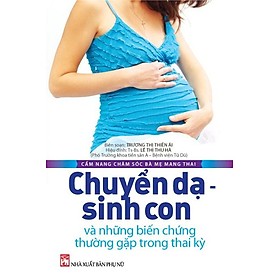 Biên soạn: TRƯƠNG THỊ THIÊN ÁI
Hiệu đính: Ts Bs. LÊ THỊ THU HÀ
(Phó Trưởng khoa tiền sản A - Bệnh viện Từ Dũ)
CẨM NANG CHĂM SÓC BÀ MẸ MANG THAI
Chuyển dạ -
sinh con
và những biến chứng
thường gặp trong thai kỳ
NHÀ XUẤT BẢN PHỤ NỮ